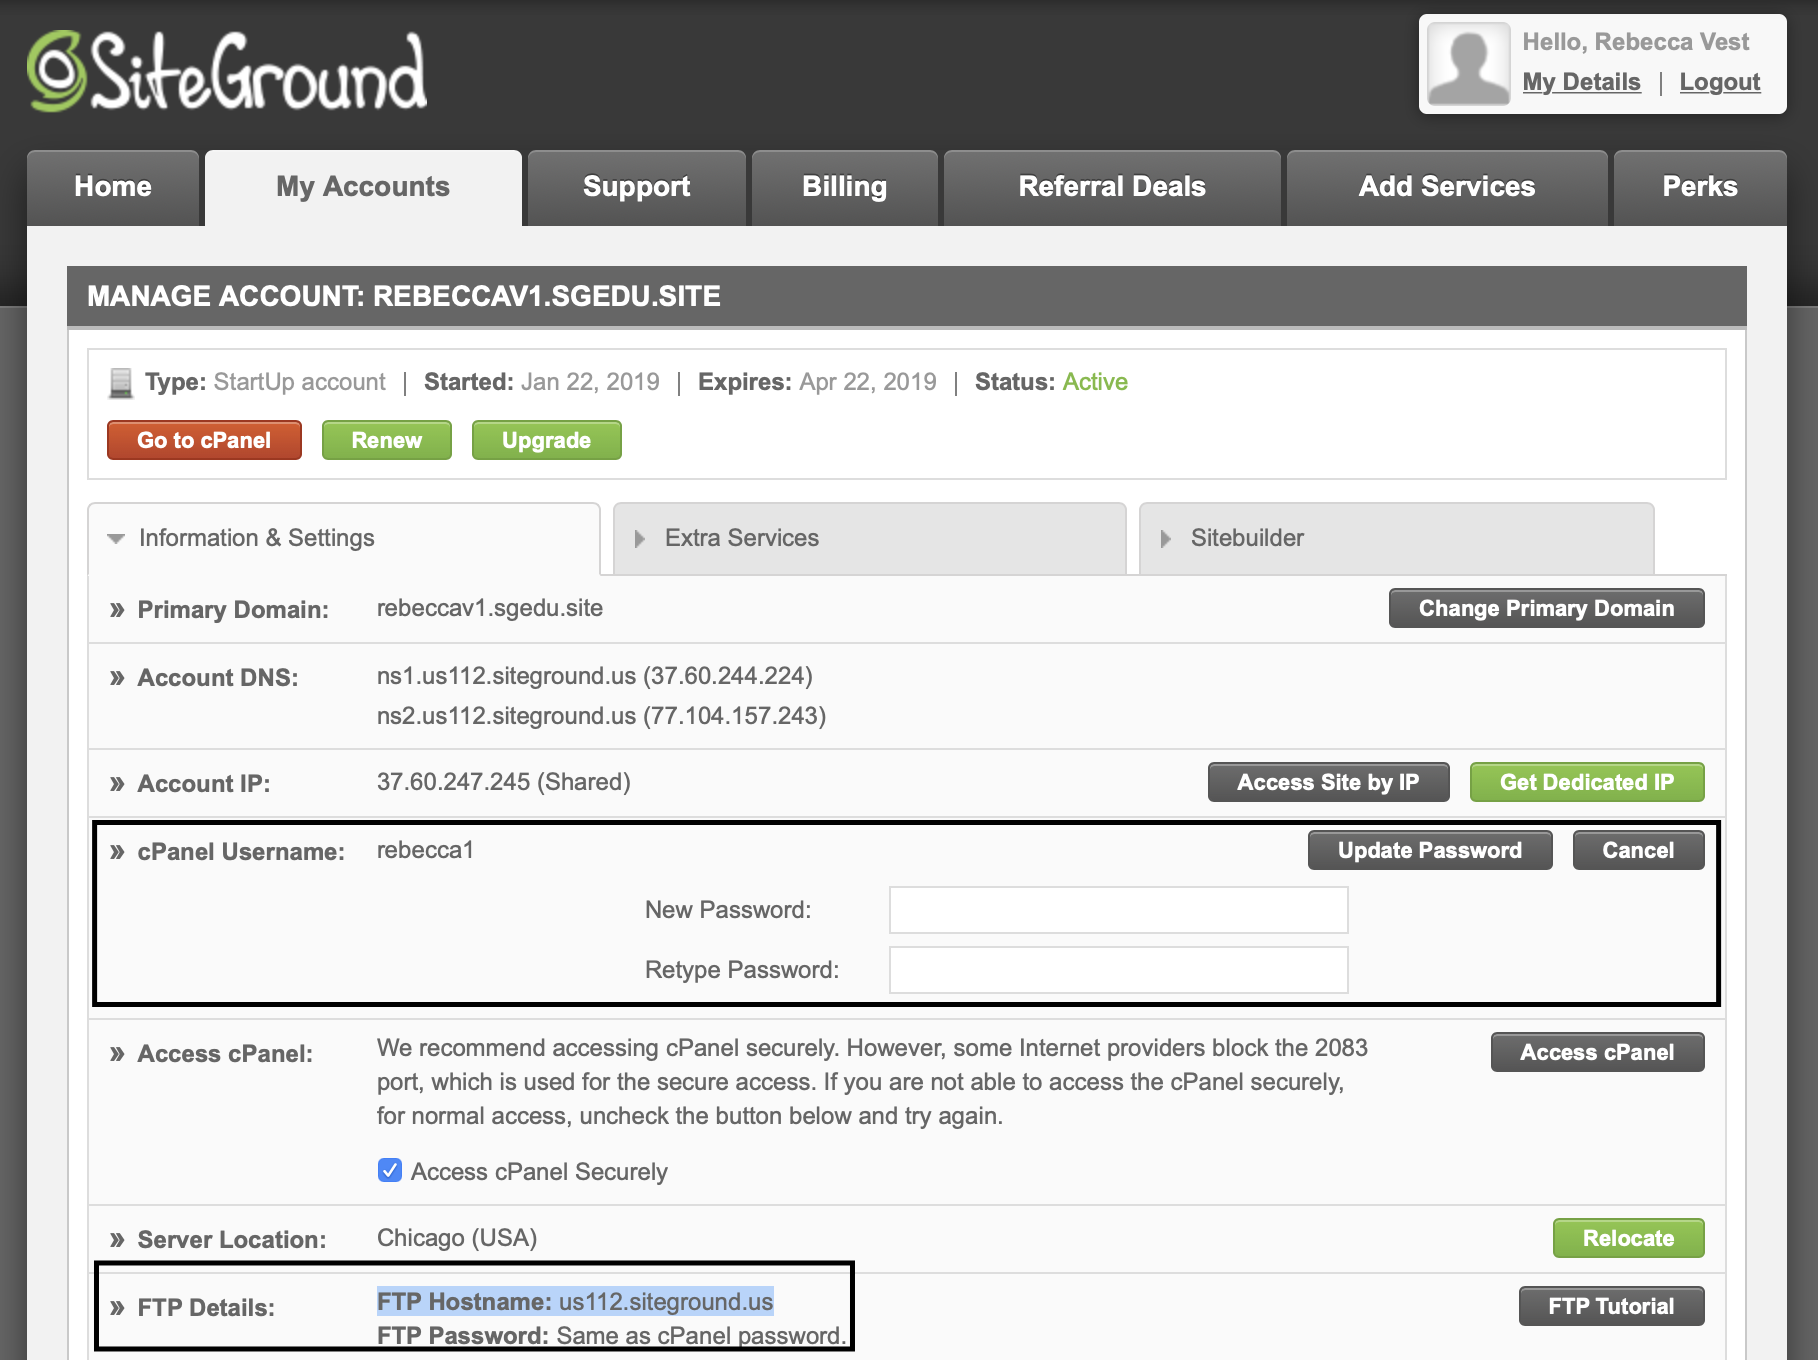 SiteGround
Hello, Rebecca Vest
My Details | Logout
Home
My Accounts
Support
Billing
Referral Deals
Add Services
Perks
MANAGE ACCOUNT: REBECCAV1.SGEDU.SITE
Type: StartUp account | Started: Jan 22, 2019 | Expires: Apr 22, 2019 | Status: Active
Go to cPanel
Renew
Upgrade
Information & Settings
Extra Services
Sitebuilder
» Primary Domain: rebeccav1.sgedu.site
Change Primary Domain
» Account DNS: ns1.us112.siteground.us (37.60.244.224)
ns2.us112.siteground.us (77.104.157.243)
» Account IP: 37.60.247.245 (Shared)
Access Site by IP
Get Dedicated IP
» cPanel Username: rebecca1
Update Password
Cancel
New Password:
Retype Password:
» Access cPanel: We recommend accessing cPanel securely. However, some Internet providers block the 2083
port, which is used for the secure access. If you are not able to access the cPanel securely,
for normal access, uncheck the button below and try again.
Access cPanel
Access cPanel Securely
» Server Location: Chicago (USA)
Relocate
» FTP Details: FTP Hostname: us112.siteground.us
FTP Password: Same as cPanel password.
FTP Tutorial